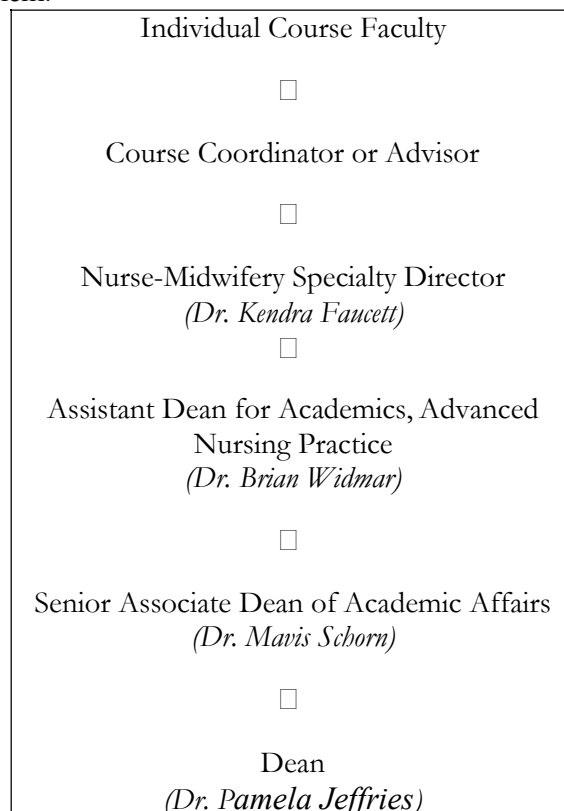 Individual Course Faculty
□
Course Coordinator or Advisor
□
Nurse-Midwifery Specialty Director
(Dr. Kendra Faucett)
□
Assistant Dean for Academics, Advanced
Nursing Practice
(Dr. Brian Widmar)
□
Senior Associate Dean of Academic Affairs
(Dr. Mavis Schorn)
□
Dean
(Dr. Pamela Jeffries)